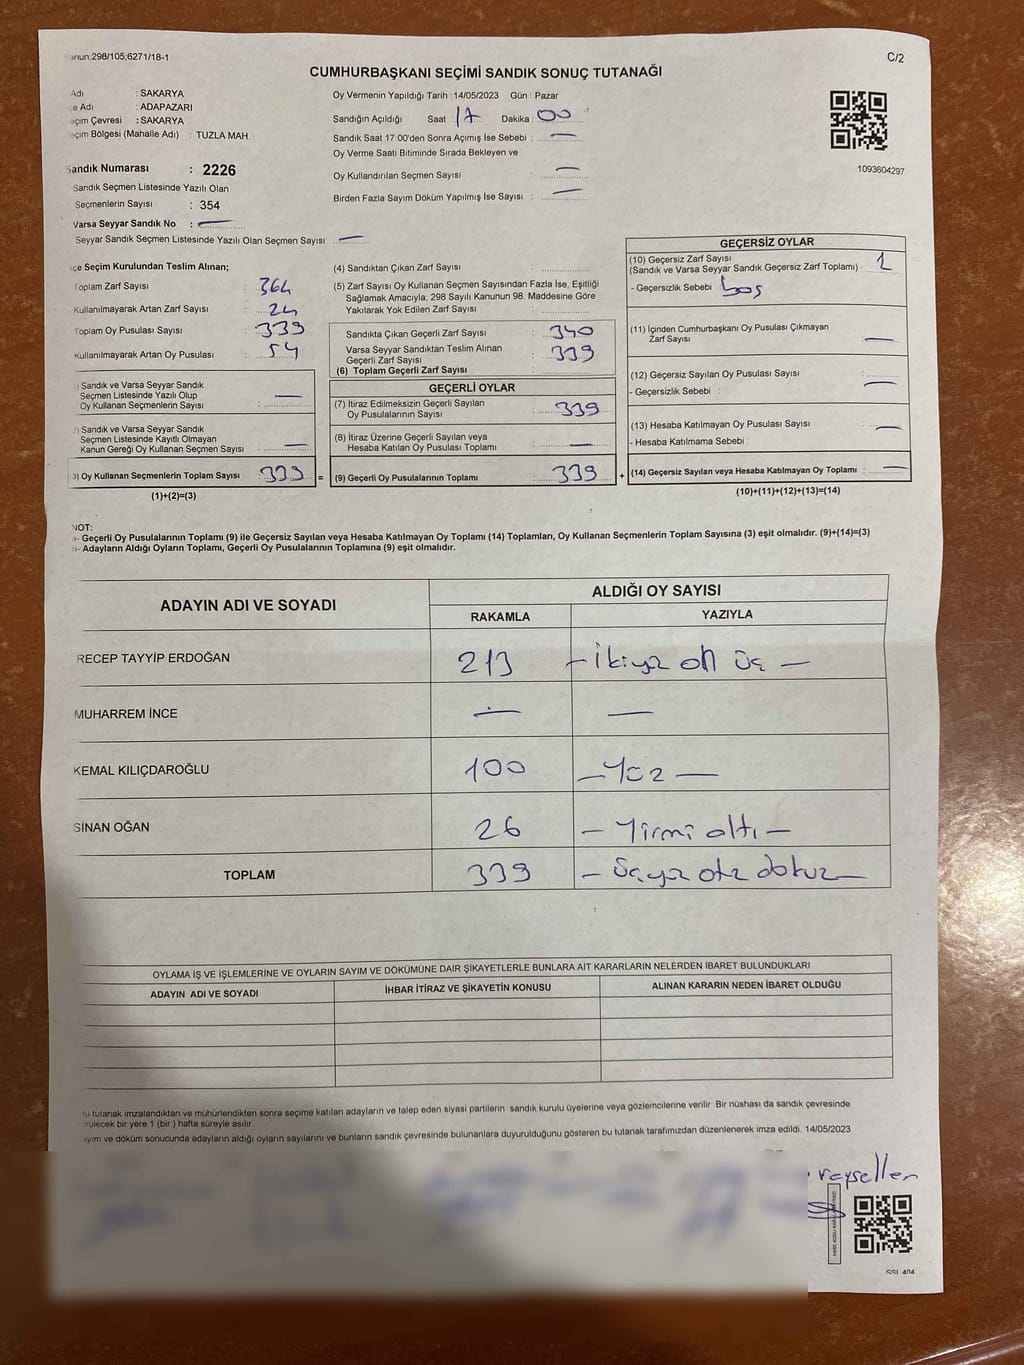 anun,298/105;6271/18-1
C/2
CUMHURBAŞKANI SEÇİMİ SANDIK SONUÇ TUTANAĞI
Adı : SAKARYA
e Adı : ADAPAZARI
eçim Çevresi : SAKARYA
eçim Bölgesi (Mahalle Adı) : TUZLA MAH.
Sandık Numarası : 2226
Sandık Seçmen Listesinde Yazılı Olan
Seçmenlerin Sayısı : 354
Varsa Seyyar Sandık No : —
Seyyar Sandık Seçmen Listesinde Yazılı Olan Seçmen Sayısı —
Oy Vermenin Yapıldığı Tarih : 14/05/2023 Gün : Pazar
Sandığın Açıldığı Saat 17 Dakika : 00
Sandık Saat 17:00'den Sonra Açımış İse Sebebi : —
Oy Verme Saati Bitiminde Sırada Bekleyen ve
Oy Kullandırılan Seçmen Sayısı : —
Birden Fazla Sayım Döküm Yapılmış İse Sayısı : —
1093604297
çe Seçim Kurulundan Teslim Alınan;
Toplam Zarf Sayısı : 364
Kullanılmayarak Artan Zarf Sayısı : 24
Toplam Oy Pusulası Sayısı : 339
Kullanılmayarak Artan Oy Pusulası : 54
) Sandık ve Varsa Seyyar Sandık
Seçmen Listesinde Yazılı Olup
Oy Kullanan Seçmenlerin Sayısı : —
) Sandık ve Varsa Seyyar Sandık
Seçmen Listesinde Kayıtlı Olmayan
Kanun Gereği Oy Kullanan Seçmen Sayısı : —
3) Oy Kullanan Seçmenlerin Toplam Sayısı : 339 =
(1)+(2)=(3)
(4) Sandıktan Çıkan Zarf Sayısı :
(5) Zarf Sayısı Oy Kullanan Seçmen Sayısından Fazla İse, Eşitliği
Sağlamak Amacıyla, 298 Sayılı Kanunun 98. Maddesine Göre
Yakılarak Yok Edilen Zarf Sayısı :
Sandıkta Çıkan Geçerli Zarf Sayısı : 340
Varsa Seyyar Sandıktan Teslim Alınan
Geçerli Zarf Sayısı : 339
(6) Toplam Geçerli Zarf Sayısı :
GEÇERLİ OYLAR
(7) İtiraz Edilmeksizin Geçerli Sayılan
Oy Pusulalarının Sayısı : 339
(8) İtiraz Üzerine Geçerli Sayılan veya
Hesaba Katılan Oy Pusulası Toplamı : —
(9) Geçerli Oy Pusulalarının Toplamı : 339 +
GEÇERSİZ OYLAR
(10) Geçersiz Zarf Sayısı
(Sandık ve Varsa Seyyar Sandık Geçersiz Zarf Toplamı) : 1
- Geçersizlik Sebebi boş
(11) İçinden Cumhurbaşkanı Oy Pusulası Çıkmayan
Zarf Sayısı : —
(12) Geçersiz Sayılan Oy Pusulası Sayısı : —
- Geçersizlik Sebebi :
(13) Hesaba Katılmayan Oy Pusulası Sayısı : —
- Hesaba Katılmama Sebebi :
(14) Geçersiz Sayılan veya Hesaba Katılmayan Oy Toplamı : —
(10)+(11)+(12)+(13)=(14)
NOT:
a- Geçerli Oy Pusulalarının Toplamı (9) ile Geçersiz Sayılan veya Hesaba Katılmayan Oy Toplamı (14) Toplamları, Oy Kullanan Seçmenlerin Toplam Sayısına (3) eşit olmalıdır. (9)+(14)=(3)
b- Adayların Aldığı Oyların Toplamı, Geçerli Oy Pusulalarının Toplamına (9) eşit olmalıdır.
ADAYIN ADI VE SOYADI
ALDIĞI OY SAYISI
RAKAMLA YAZIYLA
RECEP TAYYİP ERDOĞAN 213 – ikiyüz on üç –
MUHARREM İNCE — —
KEMAL KILIÇDAROĞLU 100 – Yüz –
SİNAN OĞAN 26 – Yirmi altı –
TOPLAM 339 – Üçyüz otuz dokuz –
OYLAMA İŞ VE İŞLEMLERİNE VE OYLARIN SAYIM VE DÖKÜMÜNE DAİR ŞİKAYETLERLE BUNLARA AİT KARARLARIN NELERDEN İBARET BULUNDUKLARI
ADAYIN ADI VE SOYADI İHBAR İTİRAZ VE ŞİKAYETİN KONUSU ALINAN KARARIN NEDEN İBARET OLDUĞU
u tutanak imzalandıktan ve mühürlendikten sonra seçime katılan adayların ve talep eden siyasi partilerin sandık kurulu üyelerine veya gözlemcilerine verilir. Bir nüshası da sandık çevresinde
rülecek bir yere 1 (bir ) hafta süreyle asılır.
ayım ve döküm sonucunda adayların aldığı oyların sayılarını ve bunların sandık çevresinde bulunanlara duyurulduğunu gösteren bu tutanak tarafımızdan düzenlenerek imza edildi. 14/05/2023